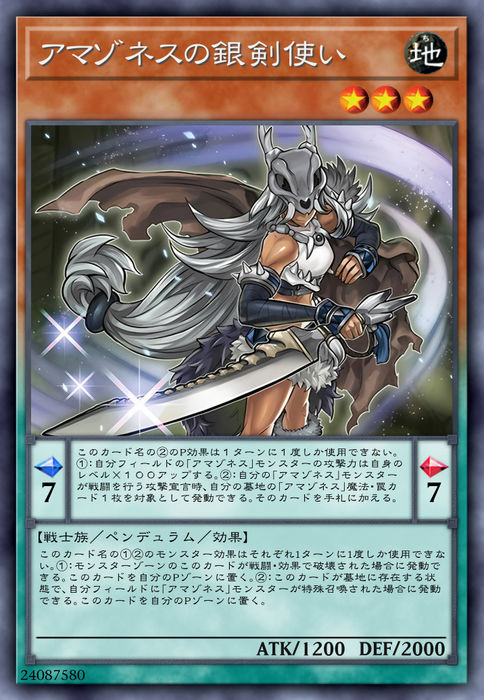 アマゾネスの銀剣使い
ち
地
このカード名の②のP効果は1ターンに1度しか使用できない。
①:自分フィールドの「アマゾネス」モンスターの攻撃力は自身の
レベル×100アップする。②:自分の「アマゾネス」モンスター
が戦闘を行う攻撃宣言時、自分の墓地の「アマゾネス」魔法・罠カ
ード1枚を対象として発動できる。そのカードを手札に加える。
7
7
【戦士族/ペンデュラム/効果】
このカード名の①②のモンスター効果はそれぞれ1ターンに1度しか使用でき
ない。①:モンスターゾーンのこのカードが戦闘・効果で破壊された場合に発動で
きる。このカードを自分のPゾーンに置く。②:このカードが墓地に存在する状
態で、自分フィールドに「アマゾネス」モンスターが特殊召喚された場合に発動
できる。このカードを自分のPゾーンに置く。
ATK/1200 DEF/2000
24087580